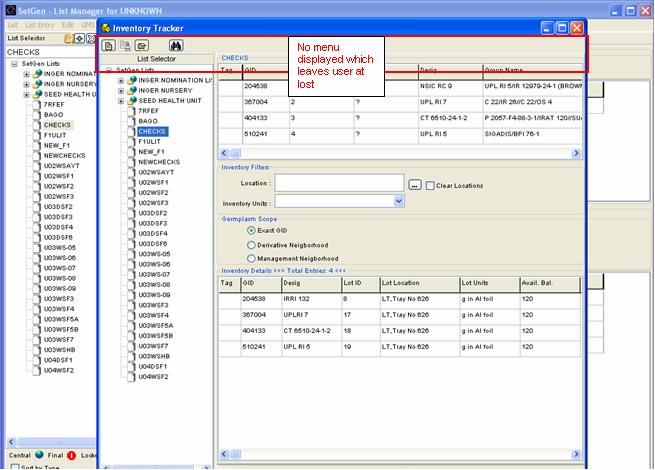 SetGen - List Manager for UNKNOWN
List List Entry Edit GMS
List Selector
CHECKS
SetGen Lists
INGER NOMINATI
INGER NURSERY
SEED HEALTH U
7RFEF
BAGO
CHECKS
F1ULIT
NEW_F1
NEWCHECKS
U02WSAYT
U02WSF1
U02WSF2
U02WSF3
U03DSF2
U03DSF3
U03DSF4
U03DSF5
U03DSF6
U03WS-05
U03WS-06
U03WS-07
U03WS-08
U03WS-09
U03WSF3
U03WSF4
U03WSF5A
U03WSF5B
U03WSF7
U03WSHB
U04DSF1
U04WSF2
Central Final Locke
Sort by Type
Inventory Tracker
List Selector
SetGen Lists
INGER NOMINATION LIS
INGER NURSERY
SEED HEALTH UNIT
7RFEF
BAGO
CHECKS
F1ULIT
NEW_F1
NEWCHECKS
U02WSAYT
U02WSF1
U02WSF2
U02WSF3
U03DSF2
U03DSF3
U03DSF4
U03DSF5
U03DSF6
U03WS-05
U03WS-06
U03WS-07
U03WS-08
U03WS-09
U03WSF3
U03WSF4
U03WSF5A
U03WSF5B
U03WSF7
U03WSHB
U04DSF1
U04WSF2
No menu
displayed which
leaves user at
lost
CHECKS
Tag GID Desig Group Name
204538 NSIC RC 9 UPL RI 5/IR 12979-24-1 (BROWN
367004 2 ? UPL RI 7 C 22/IR 26// C 22/OS 4
404133 3 ? CT 6510-24-1-2 P 2057-F4-88-3-1/IRAT 120//SU
510241 4 ? UPL RI 5 SIGADIS/BPI 76-1
Inventory Filters
Location :
... Clear Locations
Inventory Units :
Germplasm Scope
Exact GID
Derivative Neigborhood
Management Neigborhood
Inventory Details >>> Total Entries: 4 <<<
Tag GID Desig Lot ID Lot Location Lot Units Avail. Bal.
204538 IRRI 132 8 LT,Tray No 626 g in Al foil 120
367004 UPLRI 7 17 LT,Tray No 626 g in Al foil 120
404133 CT 6510-24-1-2 18 LT,Tray No 626 g in Al foil 120
510241 UPL RI 5 19 LT,Tray No 626 g in Al foil 120